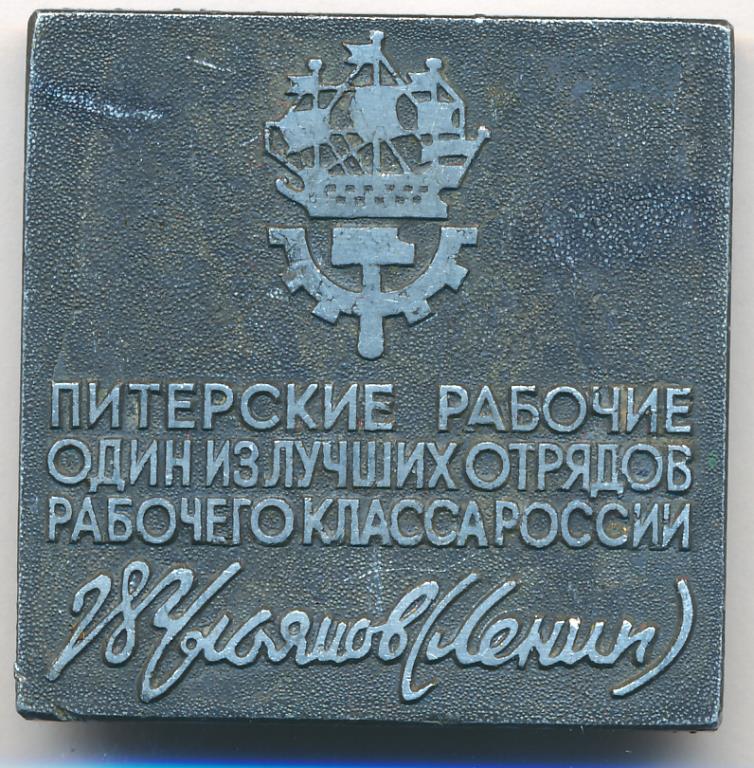 ПИТЕРСКИЕ РАБОЧИЕ
ОДИН ИЗ ЛУЧШИХ ОТРЯДОВ
РАБОЧЕГО КЛАССА РОССИИ
В Ульянов (Ленин)